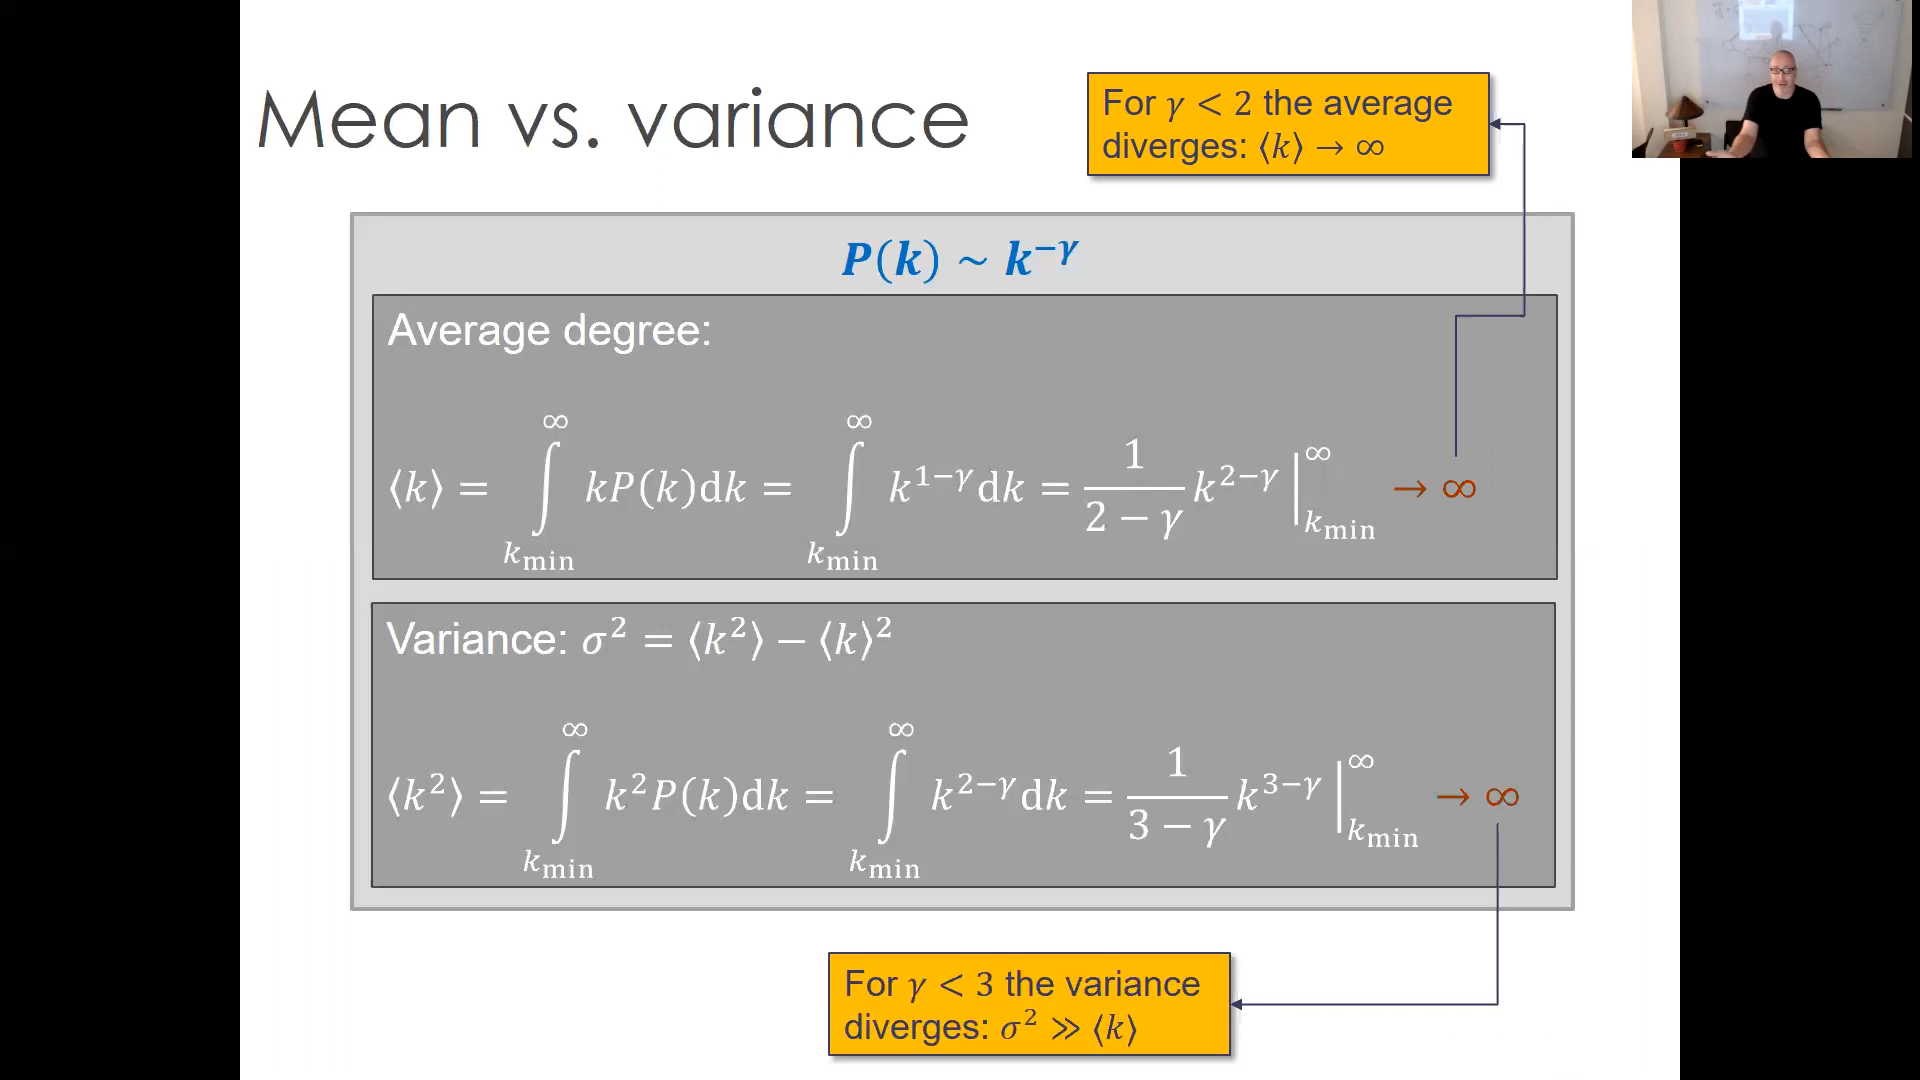 Mean vs. variance
For γ < 2 the average
diverges: ⟨k⟩ → ∞
P(k) ~ k^{−γ}
Average degree:
⟨k⟩ = ∫_{k_min}^{∞} kP(k)dk = ∫_{k_min}^{∞} k^{1−γ}dk = \frac{1}{2 − γ} k^{2−γ} |_{k_min}^{∞} → ∞
Variance: σ² = ⟨k²⟩ − ⟨k⟩²
⟨k²⟩ = ∫_{k_min}^{∞} k²P(k)dk = ∫_{k_min}^{∞} k^{2−γ}dk = \frac{1}{3 − γ} k^{3−γ} |_{k_min}^{∞} → ∞
For γ < 3 the variance
diverges: σ² ≫ ⟨k⟩